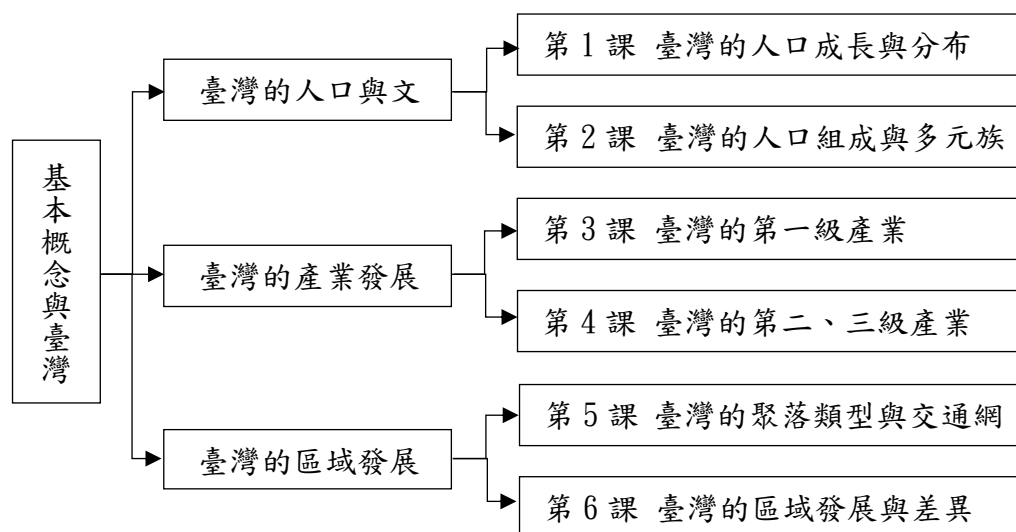 基本概念與臺灣
臺灣的人口與文
第1課 臺灣的人口成長與分布
第2課 臺灣的人口組成與多元族
臺灣的產業發展
第3課 臺灣的第一級產業
第4課 臺灣的第二、三級產業
臺灣的區域發展
第5課 臺灣的聚落類型與交通網
第6課 臺灣的區域發展與差異